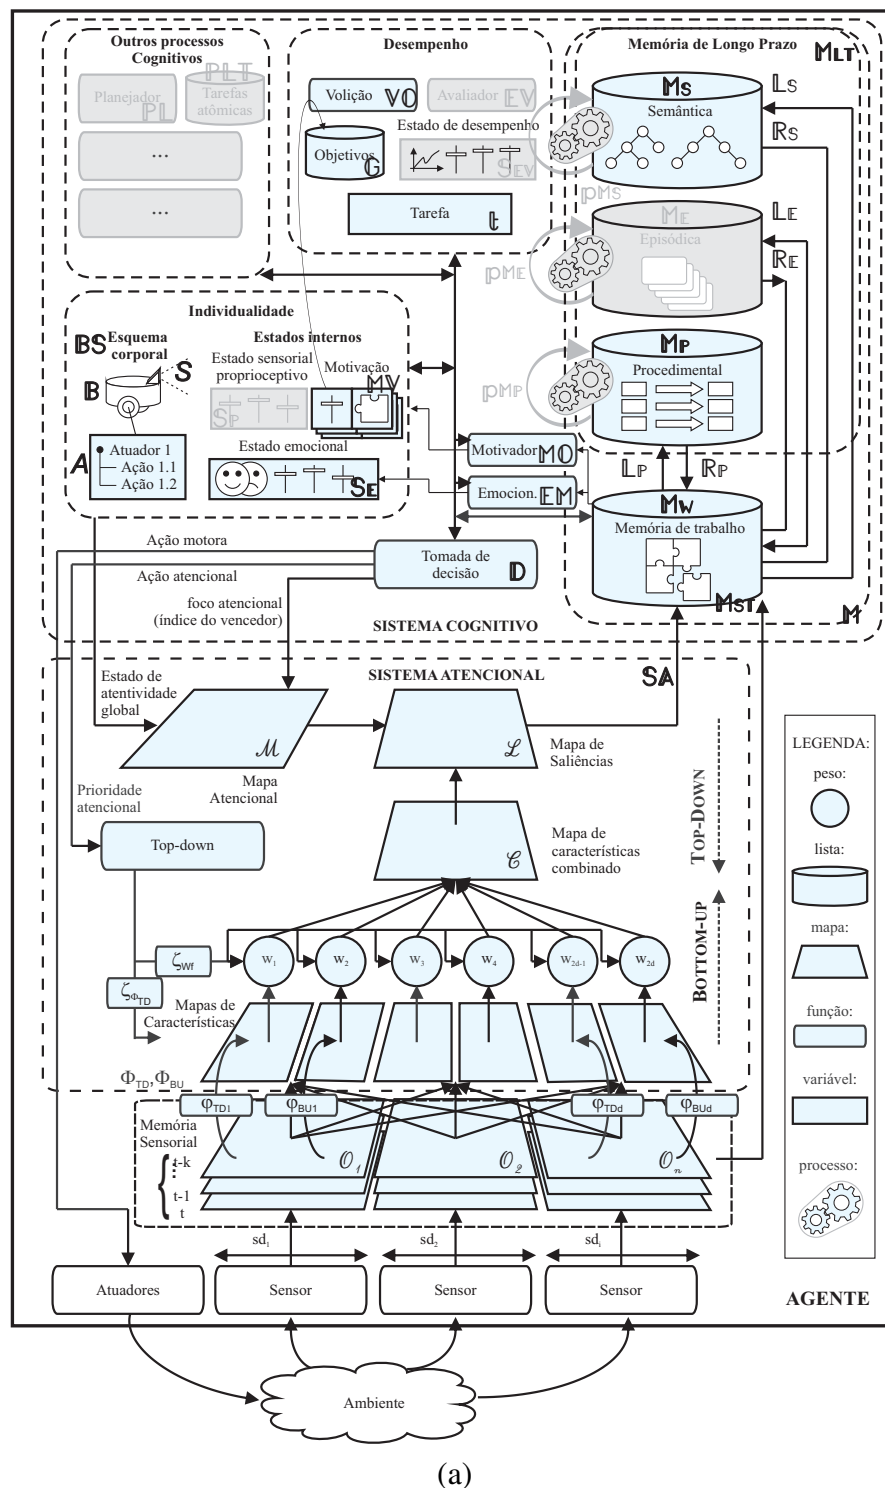 Outros processos
Cognitivos
Planejador
PL
PLT
Tarefas
atômicas
...
...
Desempenho
Volição VO
Avaliador EV
Objetivos G
Estado de desempenho
SEV
Tarefa t
Memória de Longo Prazo
MLT
MS
Semântica
LS
RS
pMS
ME
Episódica
LE
RE
pME
MP
Procedimental
pMP
LP
RP
MW
Memória de trabalho
MST
M
Individualidade
BS
Esquema
corporal
S
B
A
Atuador 1
Ação 1.1
Ação 1.2
Estados internos
Estado sensorial
proprioceptivo
SP
Motivação
MV
Estado emocional
SE
Motivador MO
Emocion. EM
Ação motora
Ação atencional
Tomada de
decisão D
foco atencional
(índice do vencedor)
SISTEMA COGNITIVO
SISTEMA ATENCIONAL
SA
Estado de
atentividade
global
ℳ
Mapa
Atencional
ℒ
Mapa de
Saliências
Prioridade
atencional
Top-down
𝒞
Mapa de
características
combinado
TOP-DOWN
BOTTOM-UP
ζWf
ζΦTD
w1 w2 w3 w4 w2d-1 w2d
Mapas de
Características
ΦTD,ΦBU
φTD1 φBU1 φTDd φBUd
Memória
Sensorial
t-k
⋮
t-1
t
𝒪1 𝒪2 𝒪n
sd1 sd2 sdi
Atuadores Sensor Sensor Sensor
Ambiente
LEGENDA:
peso:
lista:
mapa:
função:
variável:
processo:
AGENTE
(a)